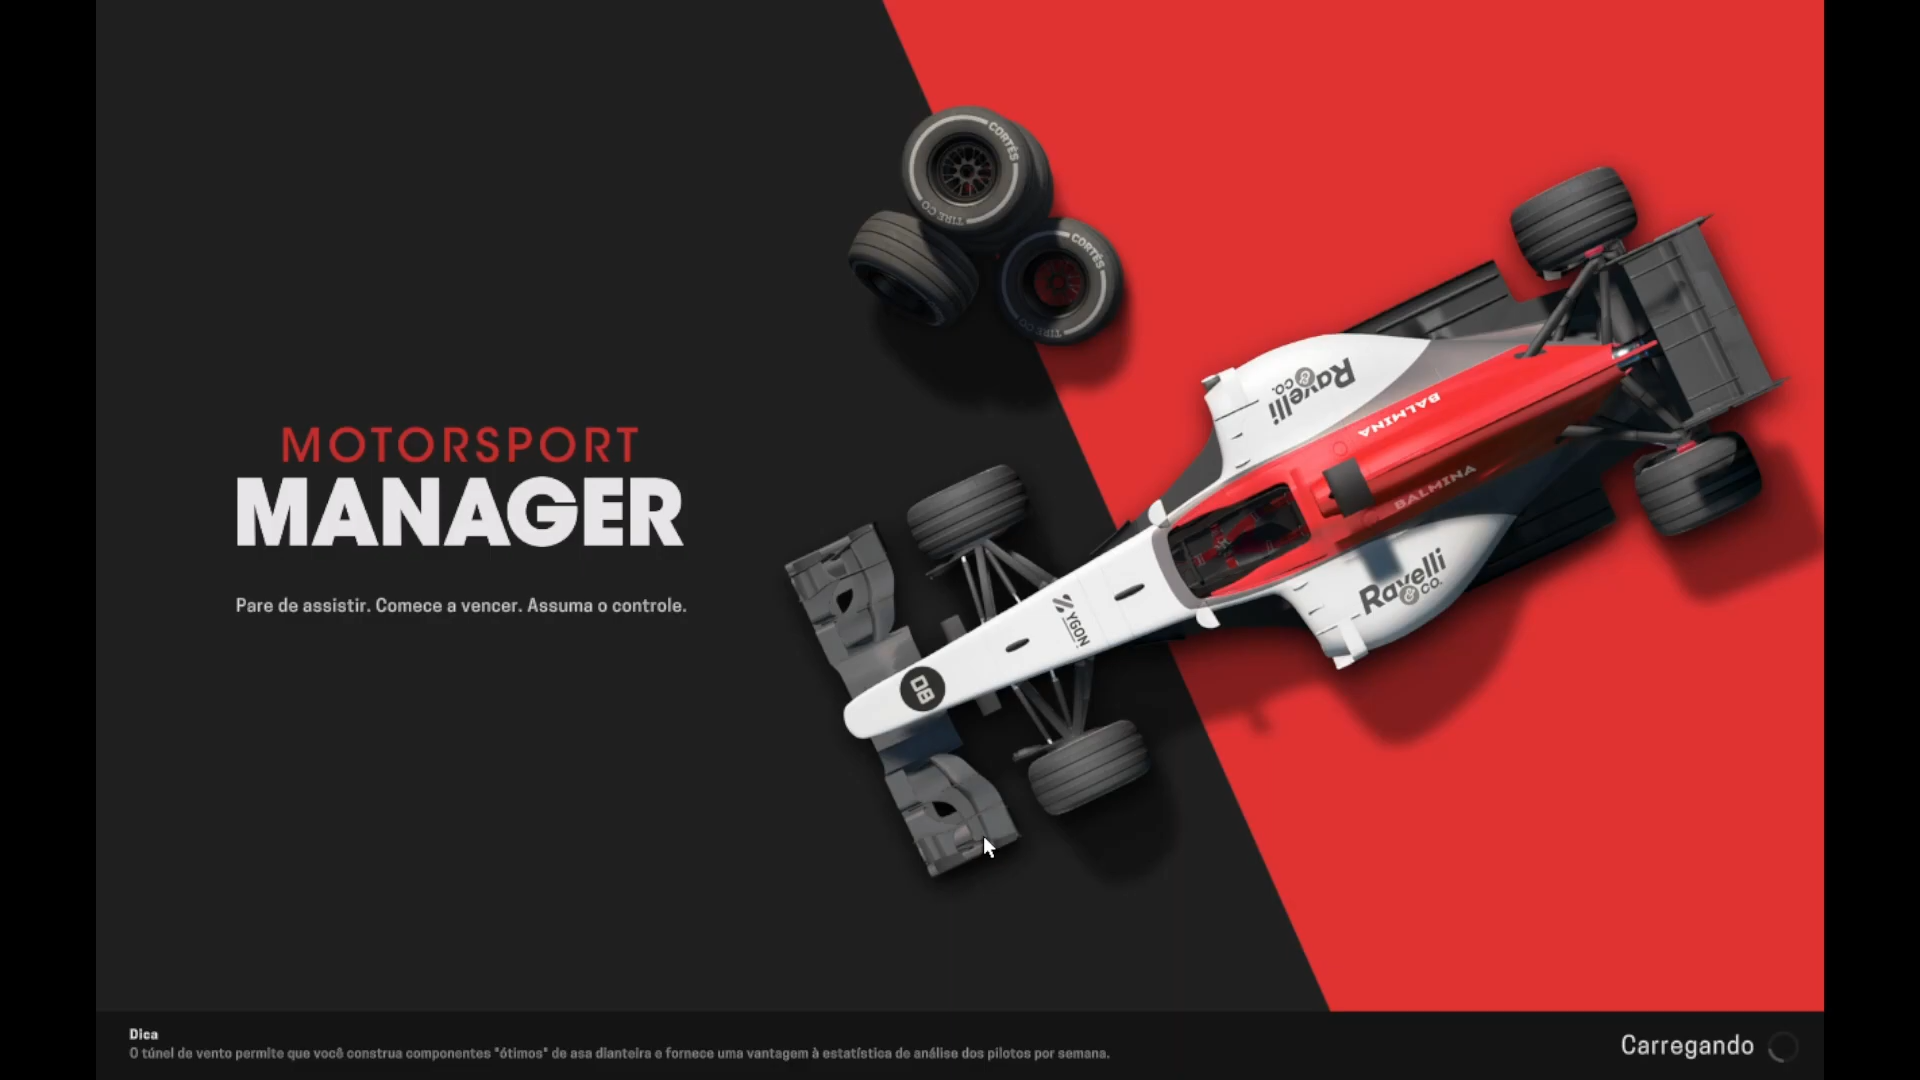 MOTORSPORT
MANAGER
Pare de assistir. Comece a vencer. Assuma o controle.
CORTÉS
TIRE CO
CORTÉS
TIRE CO
Ravelli
& CO.
BALMINA
BALMINA
Ravelli
& CO.
ZYGON
08
Dica
O túnel de vento permite que você construa componentes "ótimos" de asa dianteira e fornece uma vantagem à estatística de análise dos pilotos por semana.
Carregando